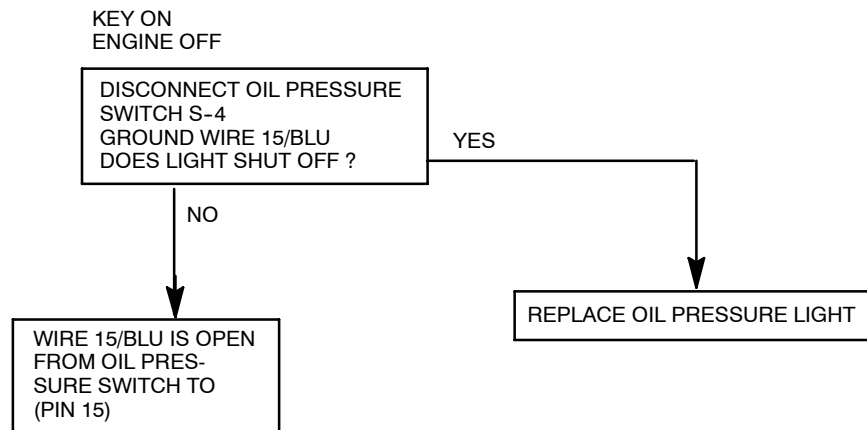 KEY ON
ENGINE OFF
DISCONNECT OIL PRESSURE
SWITCH S-4
GROUND WIRE 15/BLU
DOES LIGHT SHUT OFF ?
YES
NO
REPLACE OIL PRESSURE LIGHT
WIRE 15/BLU IS OPEN
FROM OIL PRES-
SURE SWITCH TO
(PIN 15)